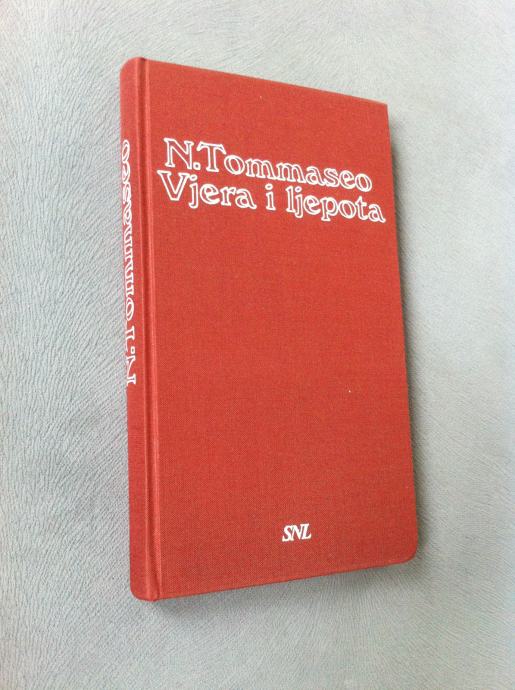 N.Tommaseo
Vjera i ljepota
SNL
N.Tommaseo